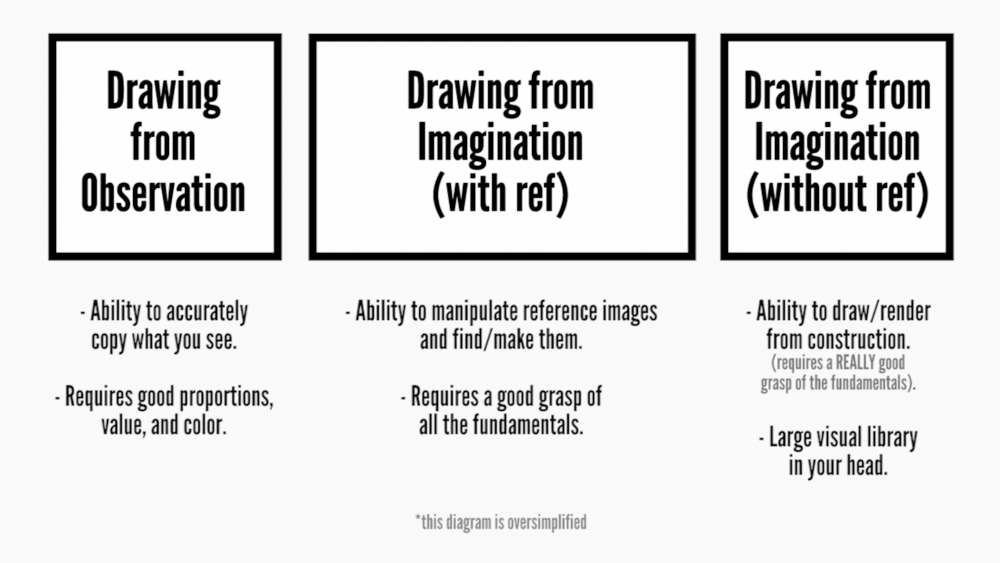 Drawing
from
Observation
- Ability to accurately
copy what you see.
- Requires good proportions,
value, and color.
Drawing from
Imagination
(with ref)
- Ability to manipulate reference images
and find/make them.
- Requires a good grasp of
all the fundamentals.
Drawing from
Imagination
(without ref)
- Ability to draw/render
from construction.
(requires a REALLY good
grasp of the fundamentals).
- Large visual library
in your head.
*this diagram is oversimplified